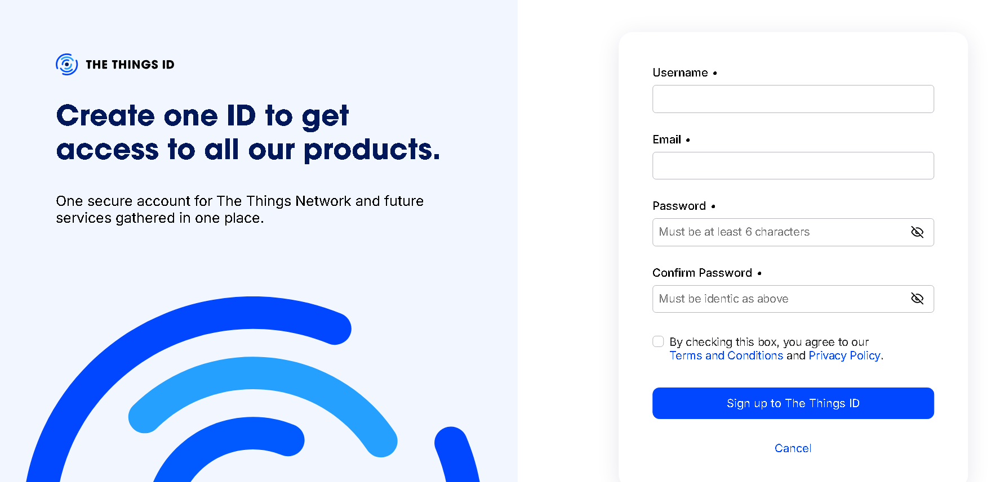 THE THINGS ID
Create one ID to get
access to all our products.
One secure account for The Things Network and future
services gathered in one place.
Username •
Email •
Password •
Must be at least 6 characters
Confirm Password •
Must be identic as above
By checking this box, you agree to our
Terms and Conditions and Privacy Policy.
Sign up to The Things ID
Cancel